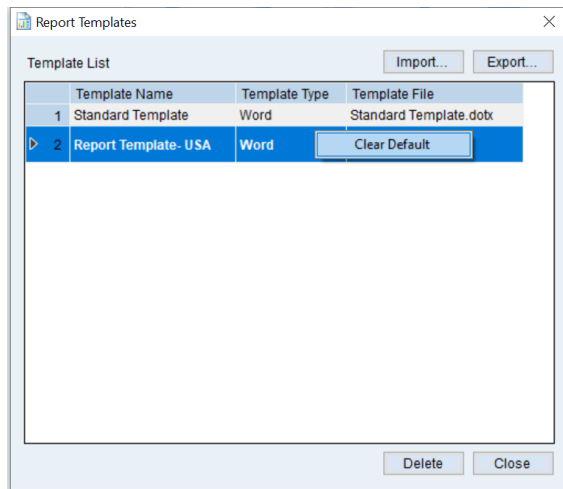 Report Templates
Template List
Import...
Export...
Template Name Template Type Template File
1 Standard Template Word Standard Template.dotx
2 Report Template- USA Word
Clear Default
Delete
Close